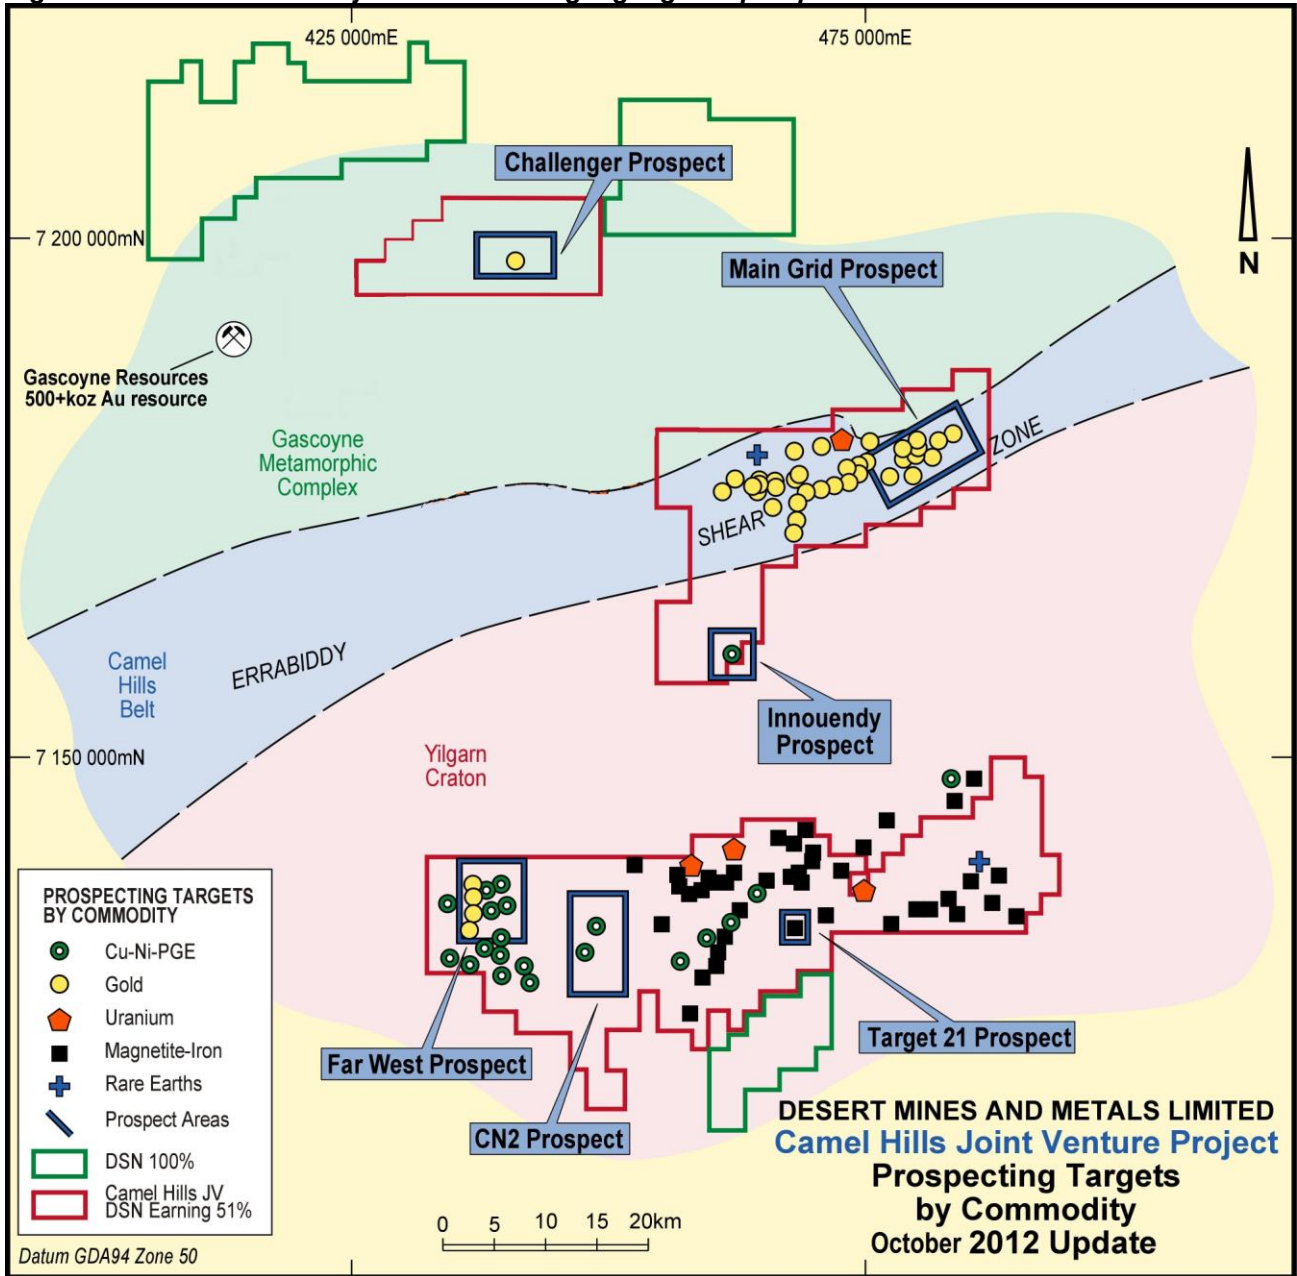 425 000mE
475 000mE
Challenger Prospect
7 200 000mN
Main Grid Prospect
N
Gascoyne Resources
500+koz Au resource
Gascoyne
Metamorphic
Complex
ZONE
SHEAR
ERRABIDDY
Camel
Hills
Belt
Innouendy
Prospect
7 150 000mN
Yilgarn
Craton
PROSPECTING TARGETS
BY COMMODITY
Cu-Ni-PGE
Gold
Uranium
Magnetite-Iron
Rare Earths
Prospect Areas
DSN 100%
Camel Hills JV
DSN Earning 51%
Datum GDA94 Zone 50
Far West Prospect
CN2 Prospect
Target 21 Prospect
0 5 10 15 20km
DESERT MINES AND METALS LIMITED
Camel Hills Joint Venture Project
Prospecting Targets
by Commodity
October 2012 Update